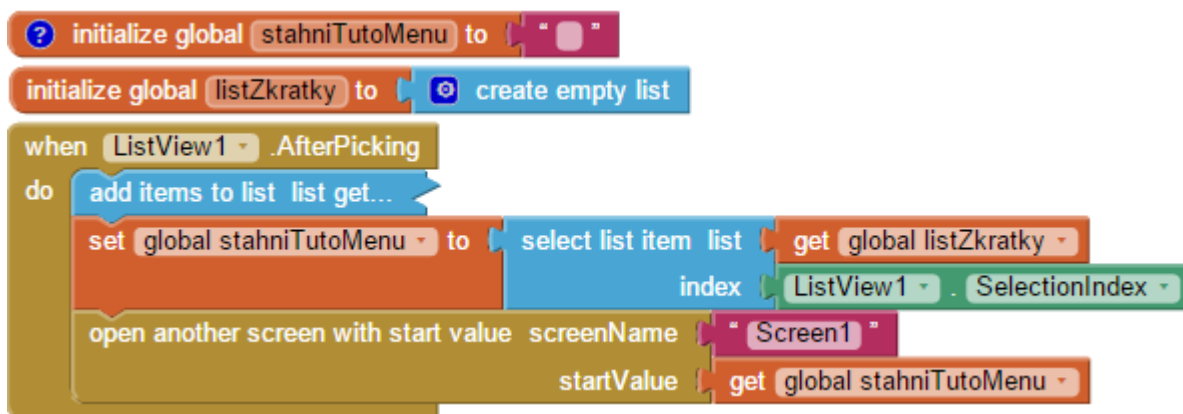 ? initialize global stahniTutoMenu to " "
initialize global listZkratky to create empty list
when ListView1 .AfterPicking
do add items to list list get...
set global stahniTutoMenu to select list item list get global listZkratky
index ListView1 . SelectionIndex
open another screen with start value screenName " Screen1 "
startValue get global stahniTutoMenu